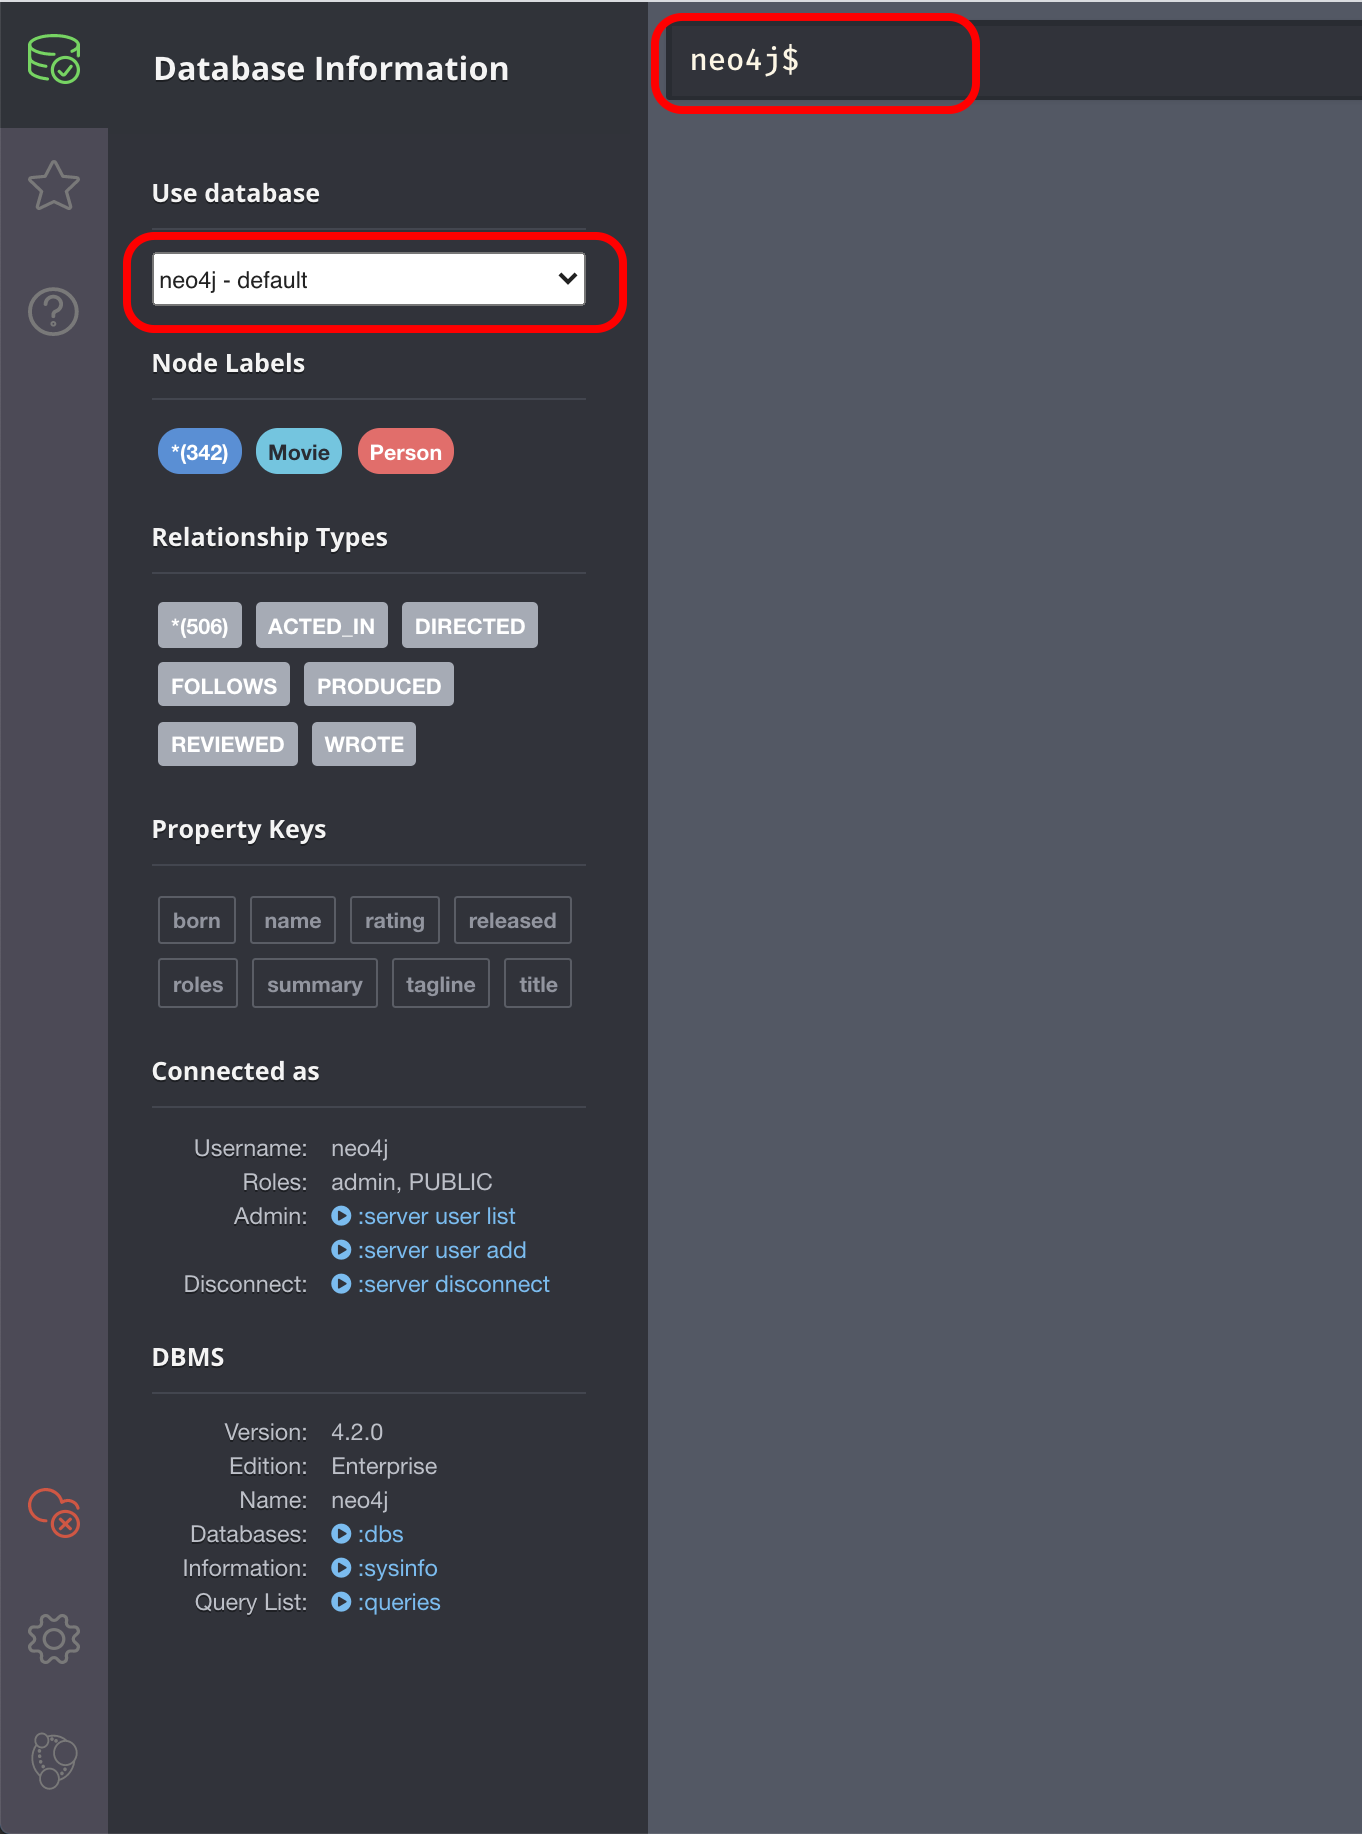 Database Information
neo4j$
Use database
neo4j - default
Node Labels
*(342) Movie Person
Relationship Types
*(506) ACTED_IN DIRECTED
FOLLOWS PRODUCED
REVIEWED WROTE
Property Keys
born name rating released
roles summary tagline title
Connected as
Username: neo4j
Roles: admin, PUBLIC
Admin: :server user list
:server user add
Disconnect: :server disconnect
DBMS
Version: 4.2.0
Edition: Enterprise
Name: neo4j
Databases: :dbs
Information: :sysinfo
Query List: :queries